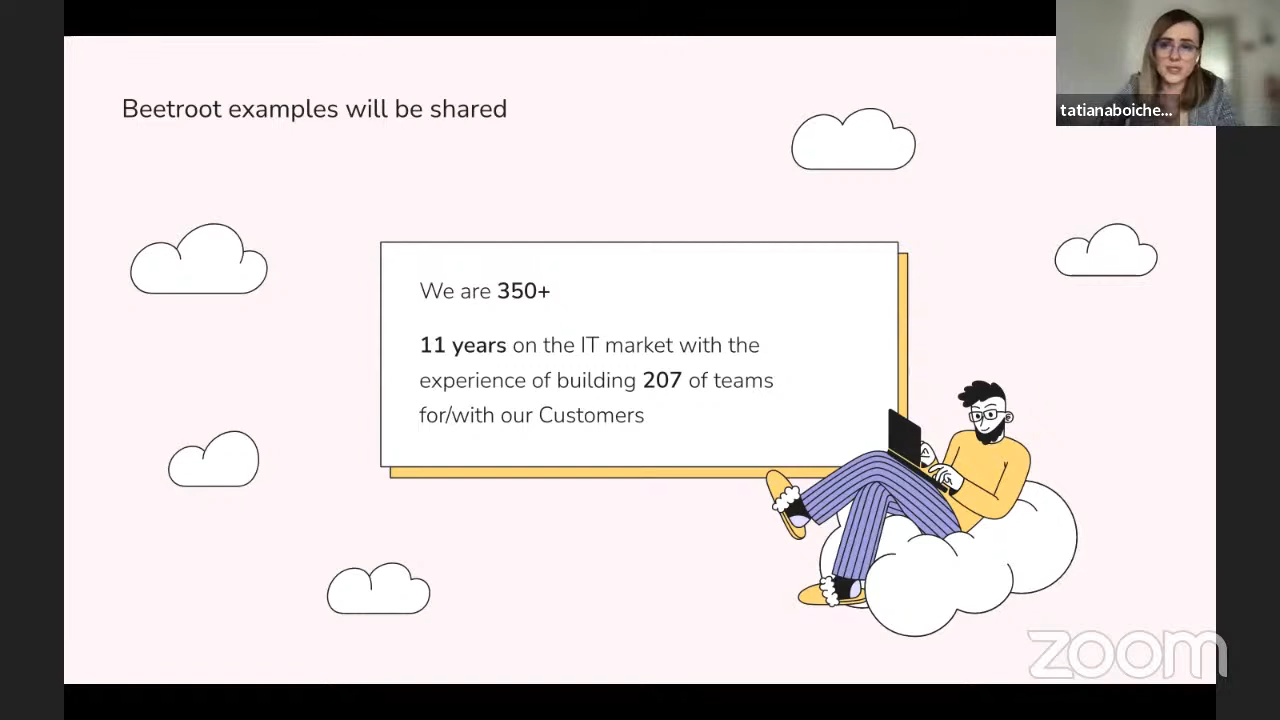 Beetroot examples will be shared
tatianaboiche...
We are 350+
11 years on the IT market with the
experience of building 207 of teams
for/with our Customers
zoom